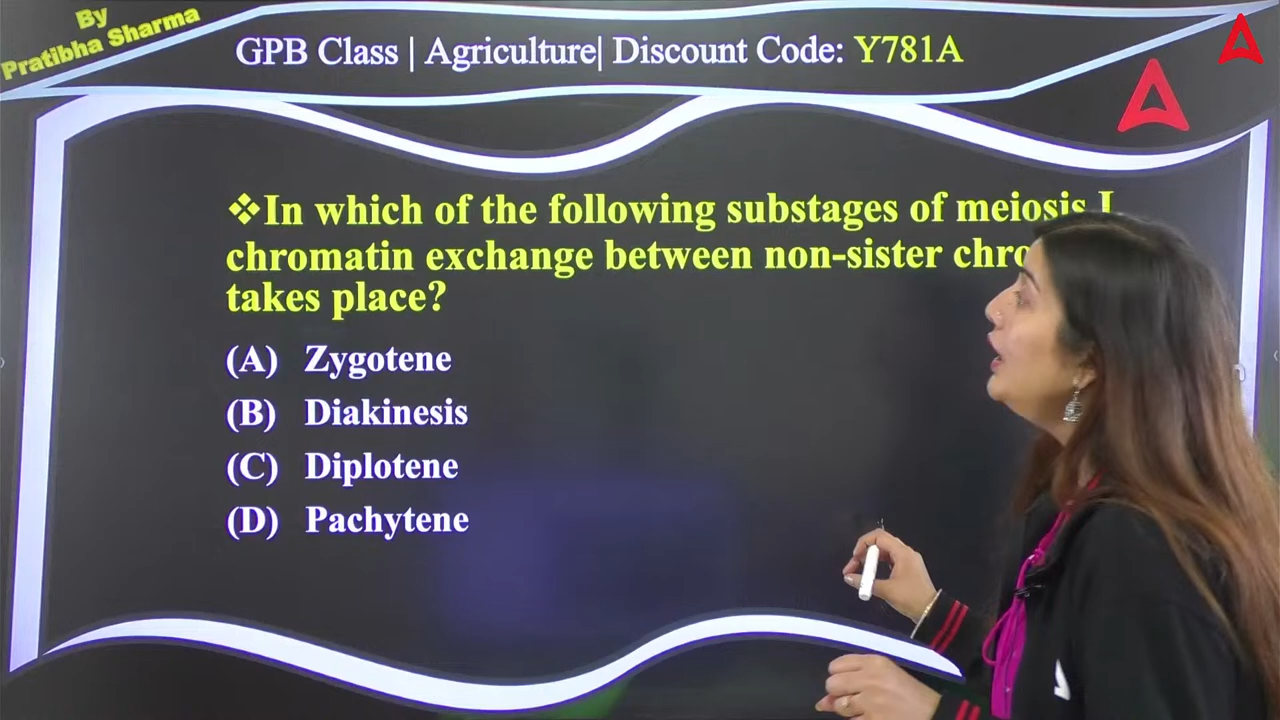 By
Pratibha Sharma
GPB Class | Agriculture| Discount Code: Y781A
❖In which of the following substages of meiosis I
chromatin exchange between non-sister
takes place?
(A) Zygotene
(B) Diakinesis
(C) Diplotene
(D) Pachytene